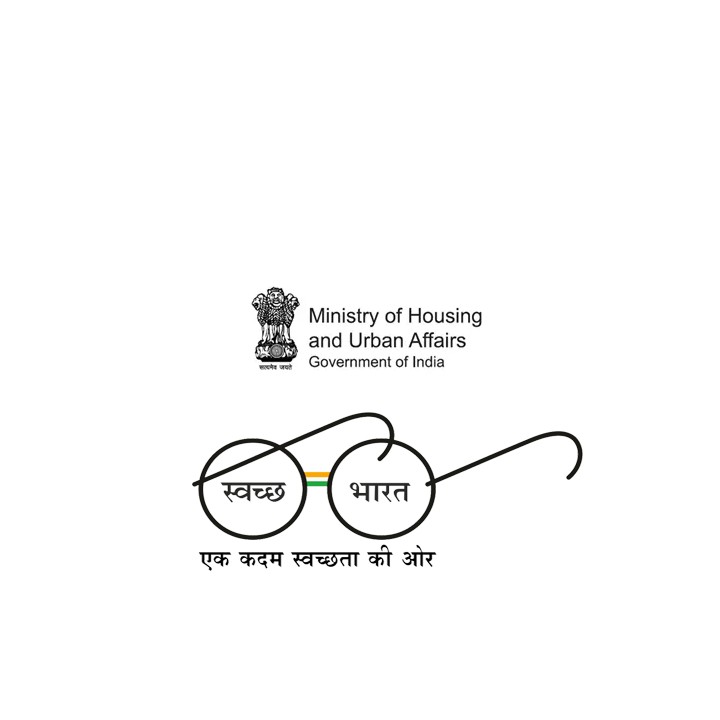 Ministry of Housing
and Urban Affairs
Government of India
सत्यमेव जयते
स्वच्छ भारत
एक कदम स्वच्छता की ओर